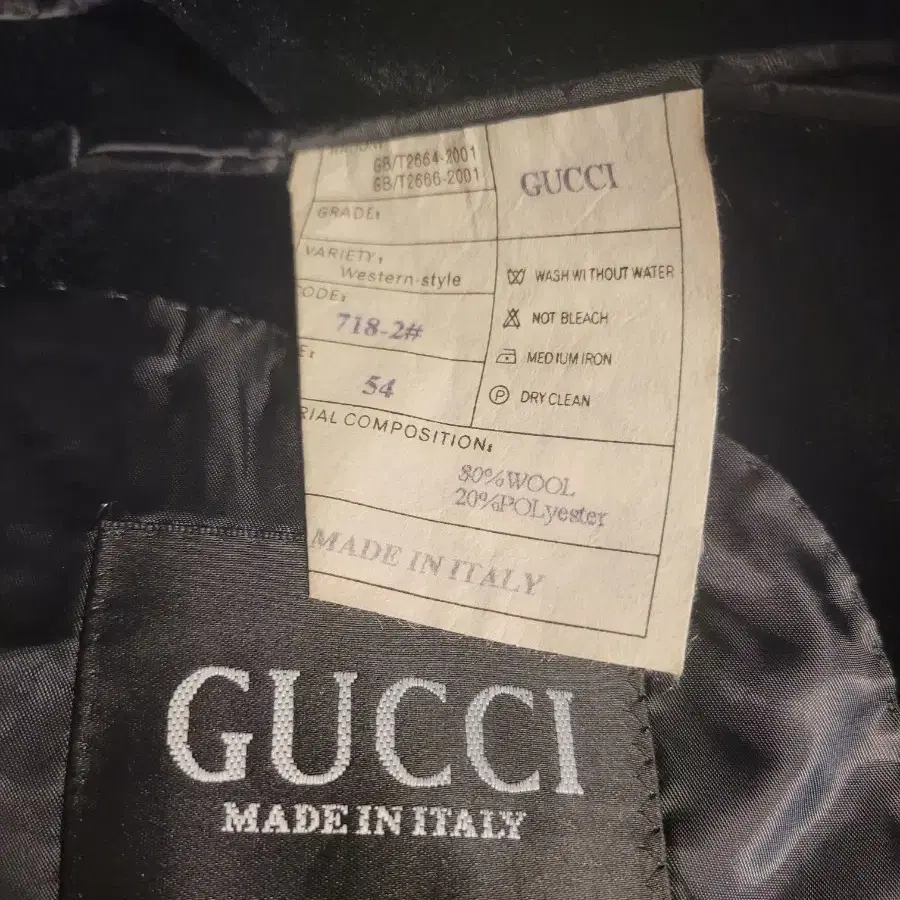 GB/T2664-2001
GB/T2666-2001
GUCCI
GRADE:
VARIETY:
Western-style
CODE:
718-2#
54
WASH WITHOUT WATER
NOT BLEACH
MEDIUM IRON
P
DRY CLEAN
RIAL COMPOSITION:
80%WOOL
20%POLyester
MADE IN ITALY
GUCCI
MADE IN ITALY